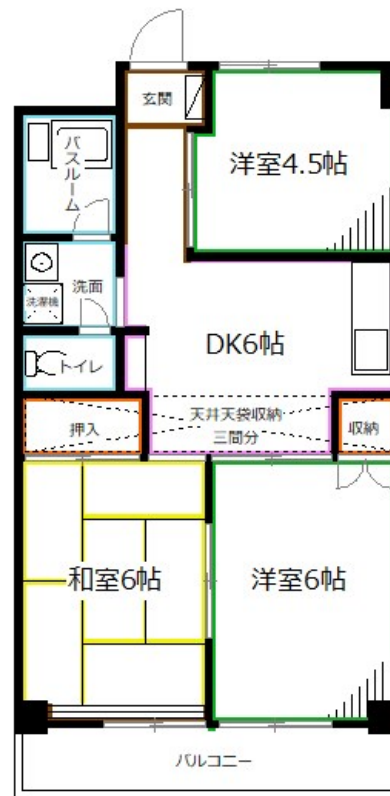 玄関
洋室4.5帖
バスルーム
洗面
洗濯機
トイレ
DK6帖
天井天袋収納
三間分
押入
収納
和室6帖
洋室6帖
バルコニー